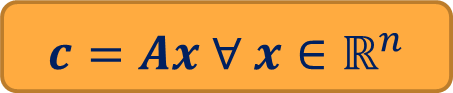 c = Ax ∀ x ∈ ℝⁿ